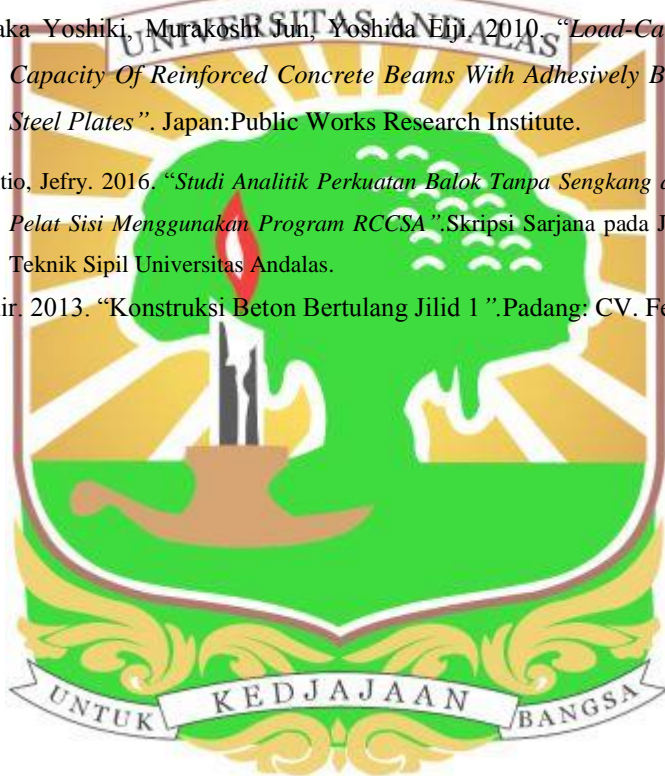 aka Yoshiki, Murakoshi Jun, Yoshida Eiji. 2010. “Load-Ca
UNIVERSITAS ANDALAS
Capacity Of Reinforced Concrete Beams With Adhesively B
Steel Plates”. Japan:Public Works Research Institute.
tio, Jefry. 2016. “Studi Analitik Perkuatan Balok Tanpa Sengkang
Pelat Sisi Menggunakan Program RCCSA”.Skripsi Sarjana pada J
Teknik Sipil Universitas Andalas.
ir. 2013. “Konstruksi Beton Bertulang Jilid 1”.Padang: CV. Fe
UNTUK KEDJAJAAN BANGSA